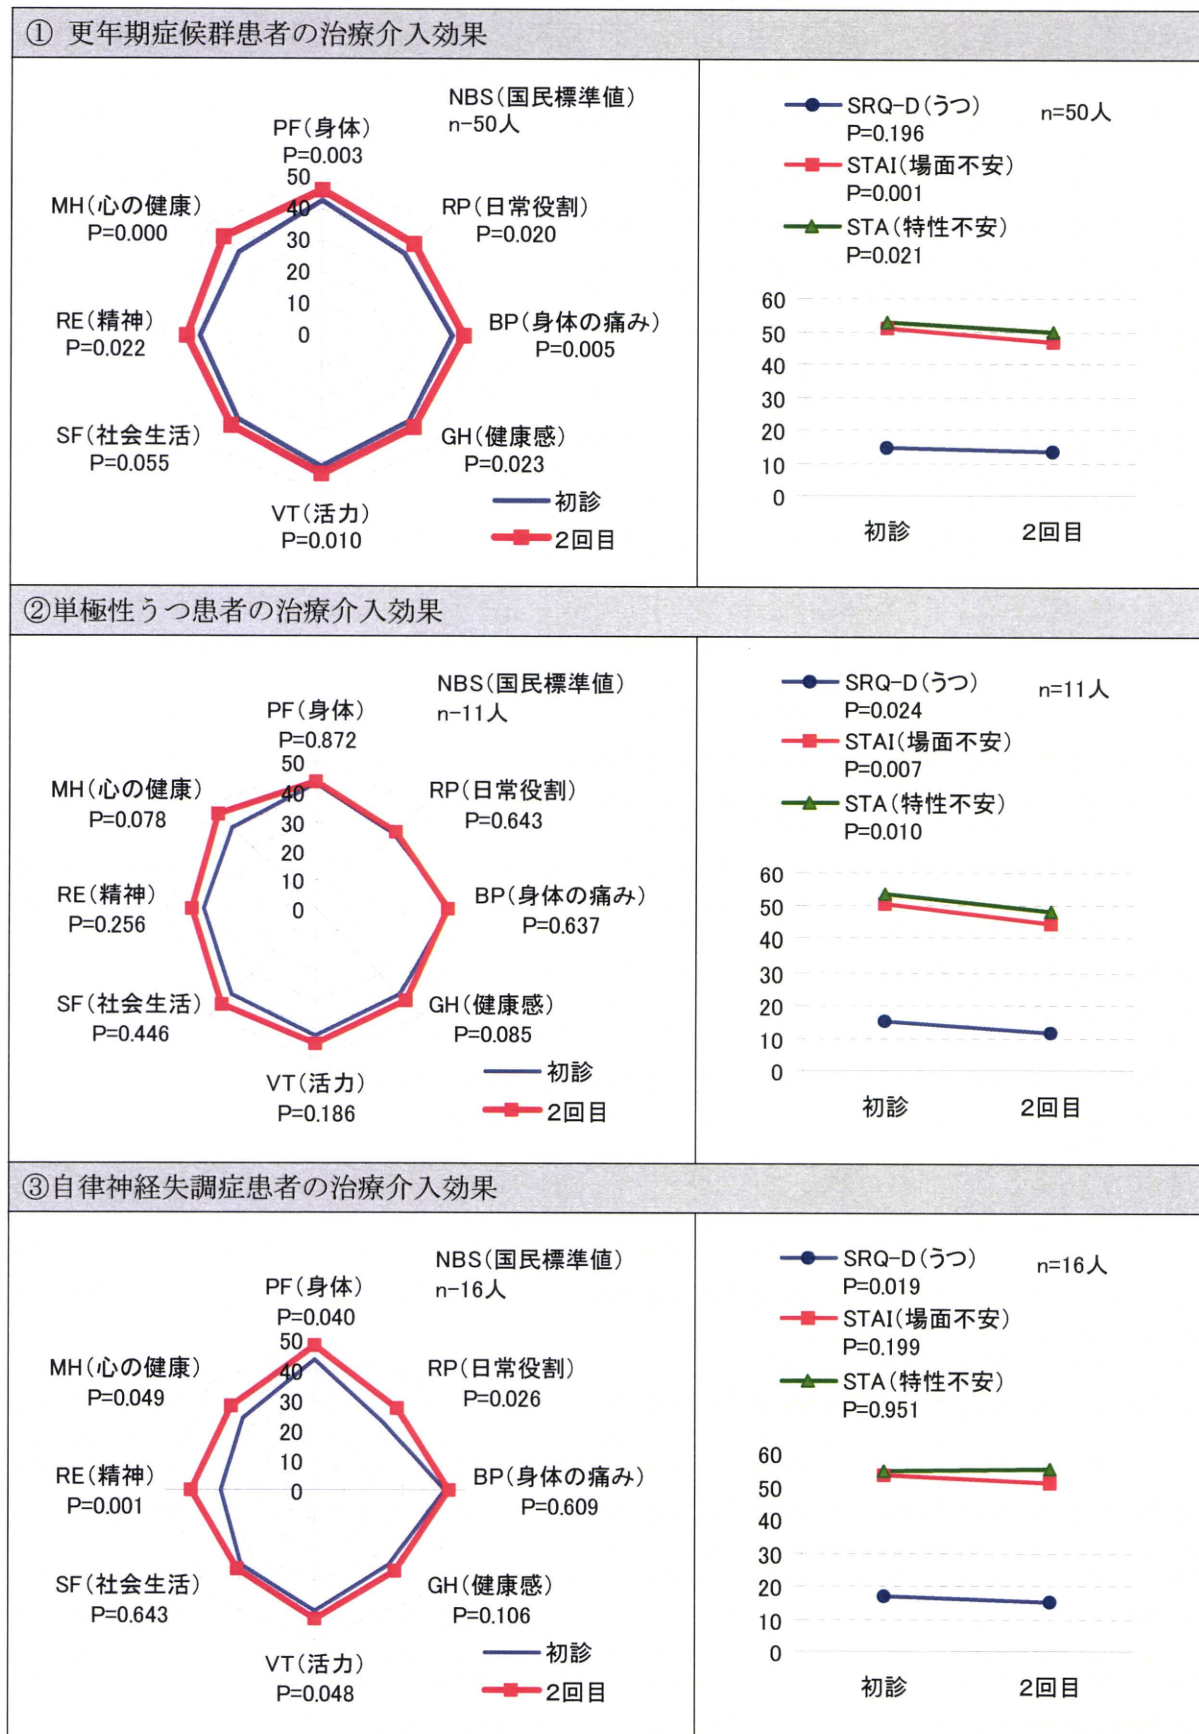 ① 更年期症候群患者の治療介入効果
NBS(国民標準値)
n-50人
PF(身体)
P=0.003
MH(心の健康)
P=0.000
RP(日常役割)
P=0.020
RE(精神)
P=0.022
BP(身体の痛み)
P=0.005
SF(社会生活)
P=0.055
GH(健康感)
P=0.023
VT(活力)
P=0.010
50
40
30
20
10
0
初診
2回目
SRQ-D(うつ)
P=0.196
n=50人
STAI(場面不安)
P=0.001
STA(特性不安)
P=0.021
60
50
40
30
20
10
0
初診 2回目
②単極性うつ患者の治療介入効果
NBS(国民標準値)
n-11人
PF(身体)
P=0.872
MH(心の健康)
P=0.078
RP(日常役割)
P=0.643
RE(精神)
P=0.256
BP(身体の痛み)
P=0.637
SF(社会生活)
P=0.446
GH(健康感)
P=0.085
VT(活力)
P=0.186
50
40
30
20
10
0
初診
2回目
SRQ-D(うつ)
P=0.024
n=11人
STAI(場面不安)
P=0.007
STA(特性不安)
P=0.010
60
50
40
30
20
10
0
初診 2回目
③自律神経失調症患者の治療介入効果
NBS(国民標準値)
n-16人
PF(身体)
P=0.040
MH(心の健康)
P=0.049
RP(日常役割)
P=0.026
RE(精神)
P=0.001
BP(身体の痛み)
P=0.609
SF(社会生活)
P=0.643
GH(健康感)
P=0.106
VT(活力)
P=0.048
50
40
30
20
10
0
初診
2回目
SRQ-D(うつ)
P=0.019
n=16人
STAI(場面不安)
P=0.199
STA(特性不安)
P=0.951
60
50
40
30
20
10
0
初診 2回目